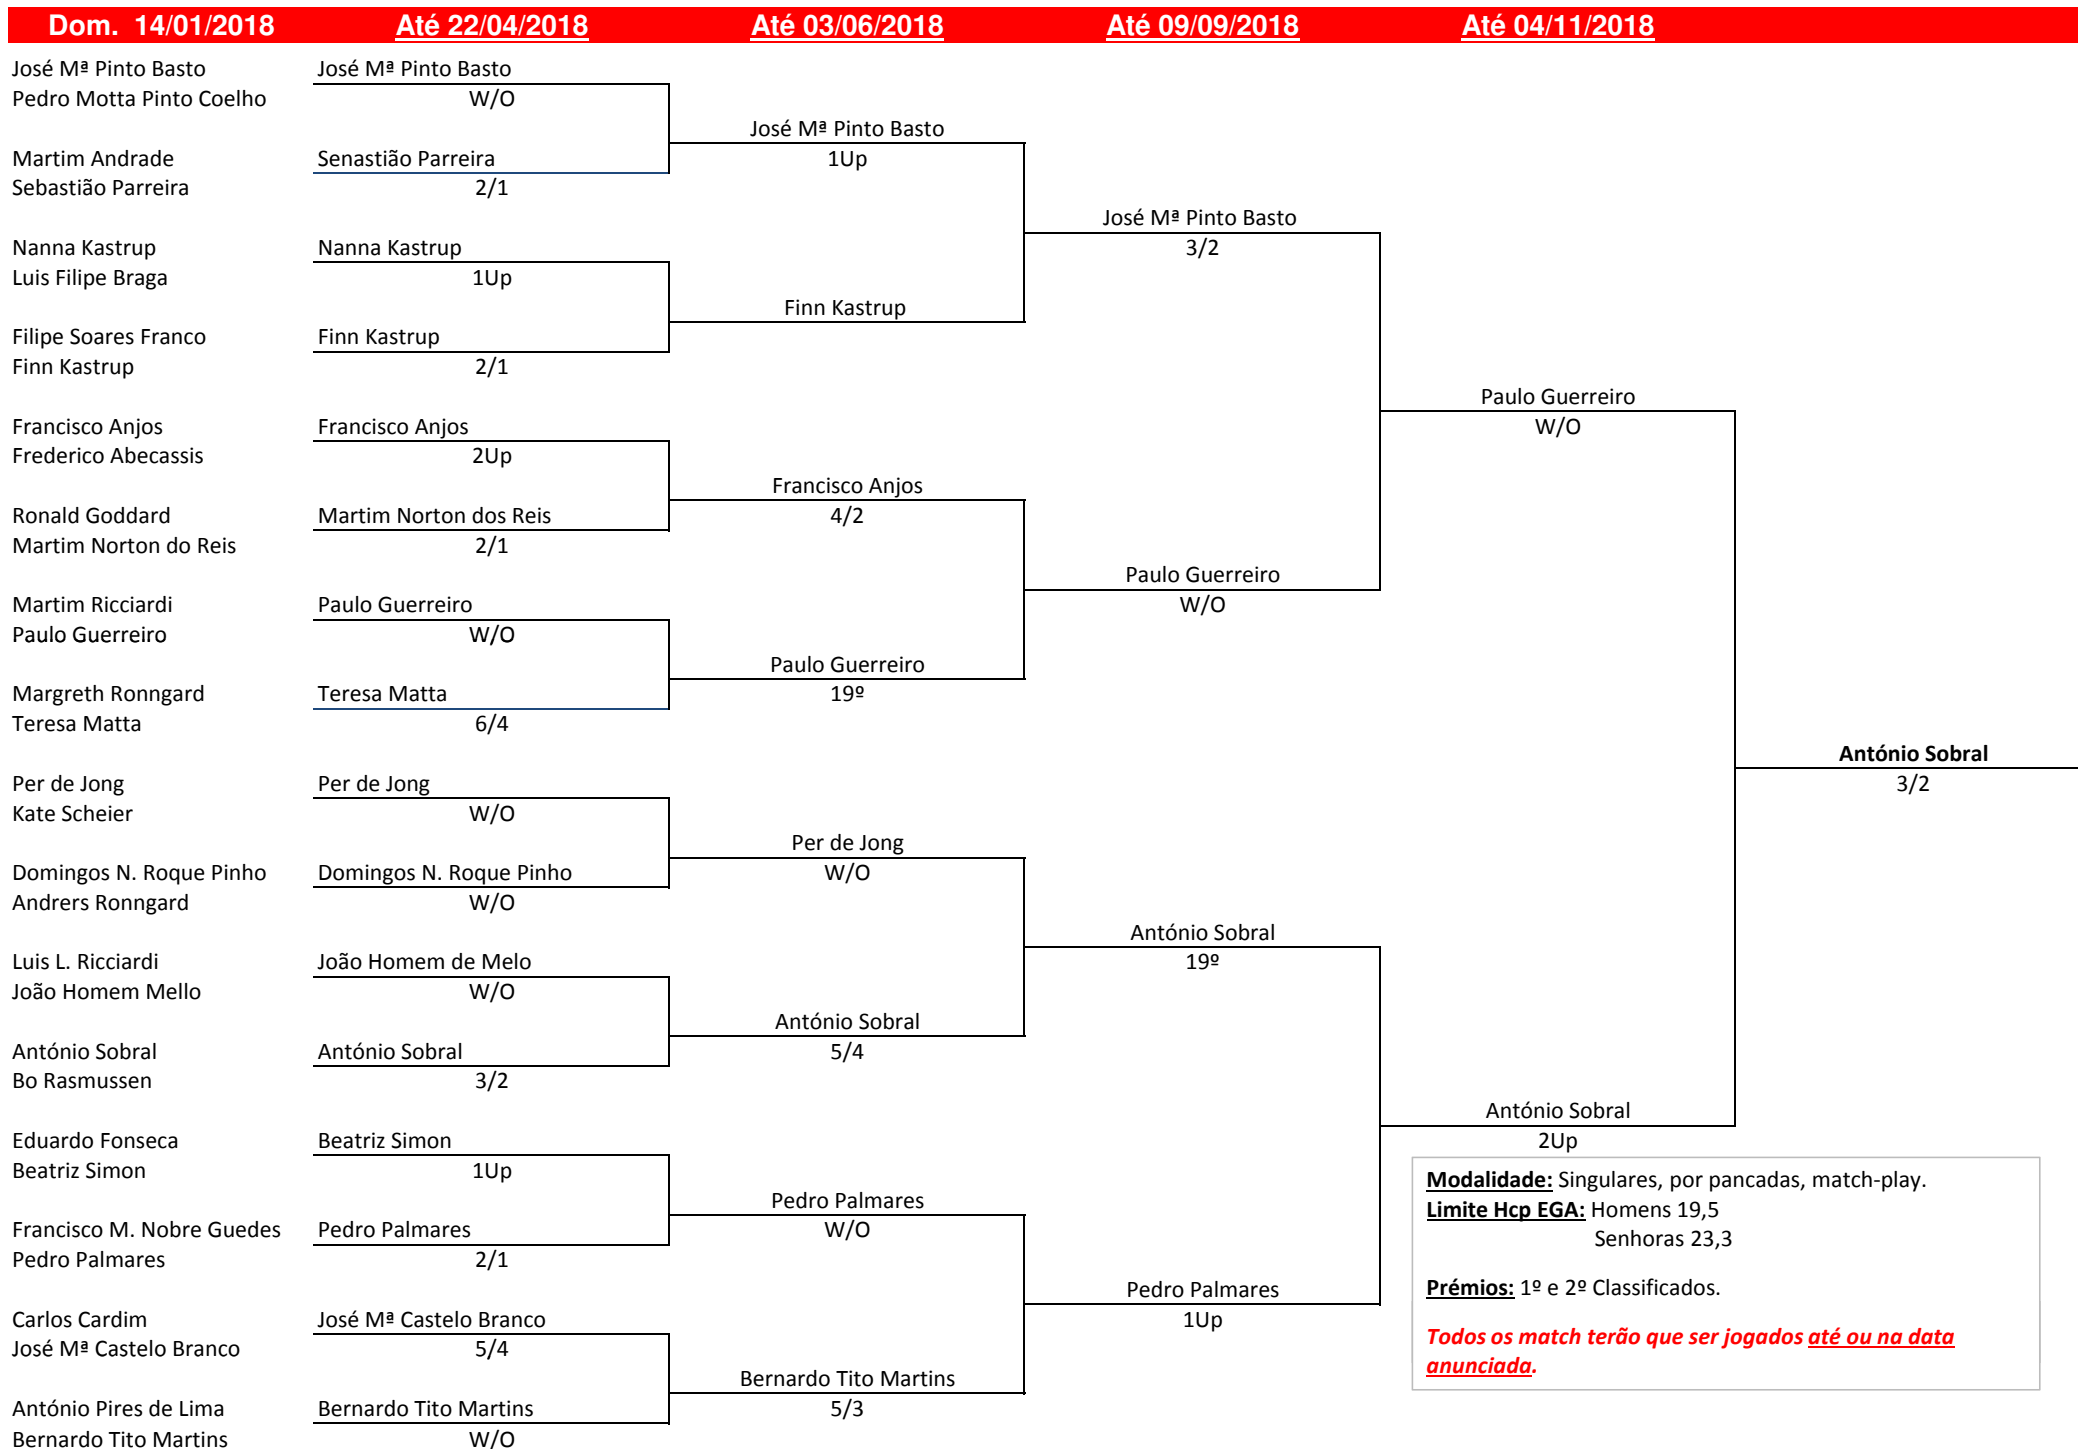 Dom.  14/01/2018 Até 22/04/2018 Até 03/06/2018 Até 09/09/2018 Até 04/11/2018
José Mª Pinto Basto José Mª Pinto Basto
Pedro Motta Pinto Coelho W/O
José Mª Pinto Basto
Martim Andrade Senastião Parreira 1Up
Sebastião Parreira 2/1
José Mª Pinto Basto
Nanna Kastrup Nanna Kastrup 3/2
Luis Filipe Braga 1Up
Finn Kastrup
Filipe Soares Franco Finn Kastrup
Finn Kastrup 2/1
Paulo Guerreiro
Francisco Anjos Francisco Anjos W/O
Frederico Abecassis 2Up
Francisco Anjos
Ronald Goddard Martim Norton dos Reis 4/2
Martim Norton do Reis 2/1
Paulo Guerreiro
Martim Ricciardi Paulo Guerreiro W/O
Paulo Guerreiro W/O
Paulo Guerreiro
Margreth Ronngard Teresa Matta 19º
Teresa Matta 6/4
António Sobral
Per de Jong Per de Jong 3/2
Kate Scheier W/O
Per de Jong
Domingos N. Roque Pinho Domingos N. Roque Pinho W/O
Andrers Ronngard W/O
António Sobral
Luis L. Ricciardi João Homem de Melo 19º
João Homem Mello W/O
António Sobral
António Sobral António Sobral 5/4
Bo Rasmussen 3/2
António Sobral
Eduardo Fonseca Beatriz Simon 2Up
Beatriz Simon 1Up
Pedro Palmares
Francisco M. Nobre Guedes Pedro Palmares W/O
Pedro Palmares 2/1
Pedro Palmares
Carlos Cardim José Mª Castelo Branco 1Up
José Mª Castelo Branco 5/4
Bernardo Tito Martins
António Pires de Lima Bernardo Tito Martins 5/3
Bernardo Tito Martins W/O
Modalidade: Singulares, por pancadas, match-play.
Limite Hcp EGA: Homens 19,5
Senhoras 23,3
Prémios: 1º e 2º Classificados.
Todos os match terão que ser jogados até ou na data
anunciada.